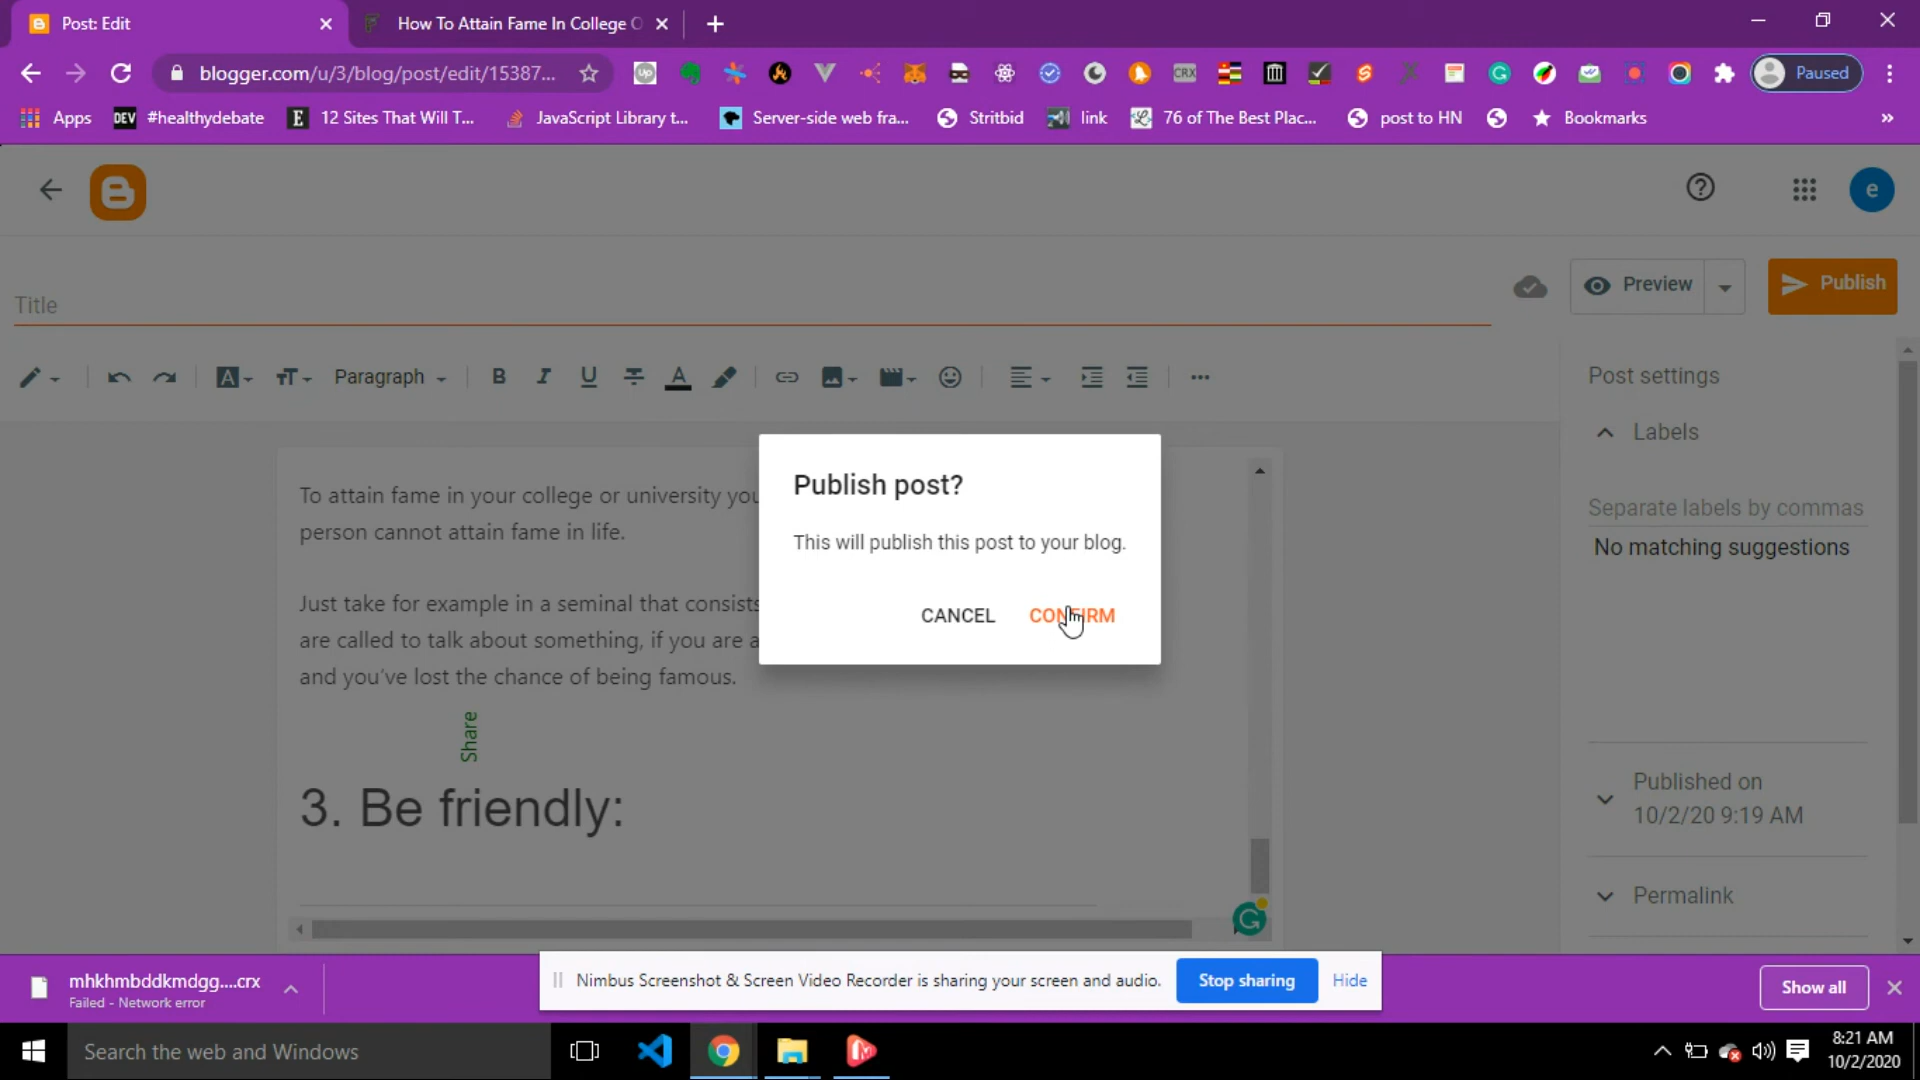 Post: Edit
How To Attain Fame In College O
blogger.com/u/3/blog/post/edit/15387...
Up
CRX
Paused
Apps
DEV #healthydebate
E 12 Sites That Will T...
JavaScript Library t...
Server-side web fra...
Stritbid
link
76 of The Best Plac...
post to HN
Bookmarks
e
Title
Preview
Publish
Paragraph
B I U A
Post settings
Labels
Separate labels by commas
No matching suggestions
Published on
10/2/20 9:19 AM
Permalink
To attain fame in your college or university you
person cannot attain fame in life.
Just take for example in a seminal that consists
are called to talk about something, if you are a
and you've lost the chance of being famous.
Share
3. Be friendly:
Publish post?
This will publish this post to your blog.
CANCEL
CONFIRM
mhkhmbddkmdgg....crx
Failed - Network error
Nimbus Screenshot & Screen Video Recorder is sharing your screen and audio.
Stop sharing
Hide
Show all
Search the web and Windows
8:21 AM
10/2/2020